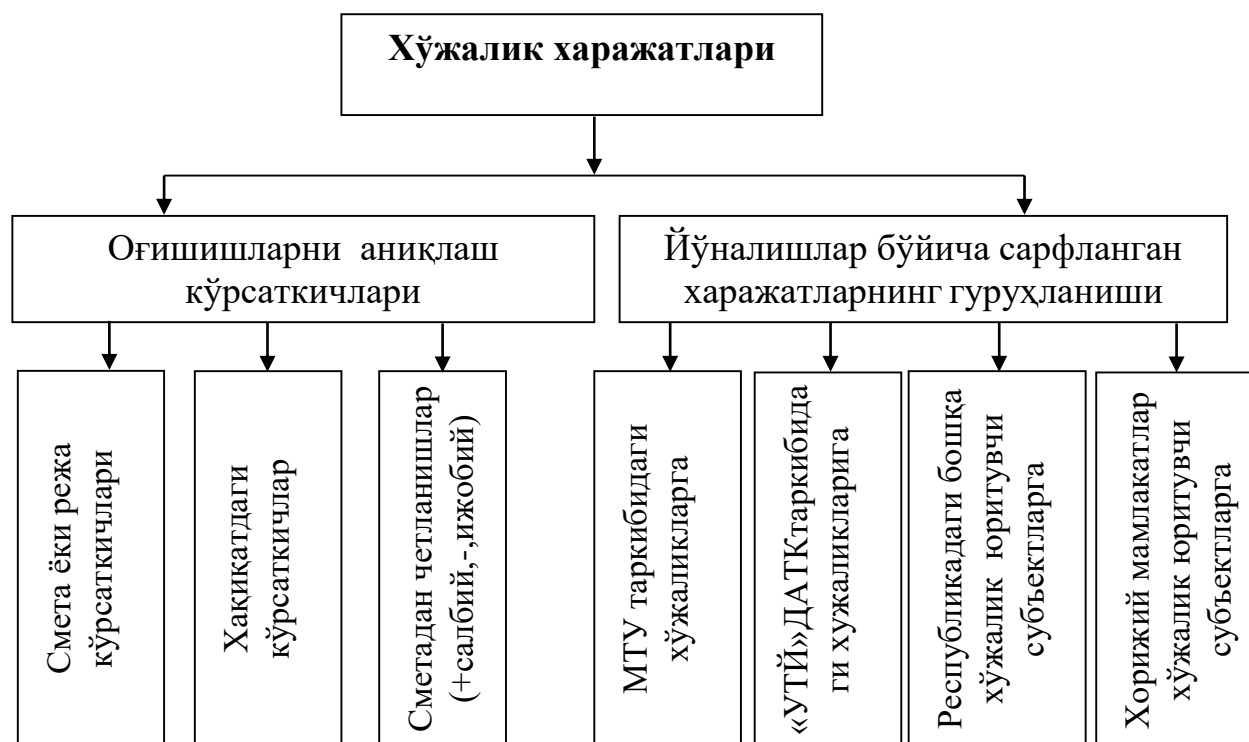 Хўжалик харажатлари
Оғишишларни аниқлаш
кўрсаткичлари
Йўналишлар бўйича сарфланган
харажатларнинг гуруҳланиши
Смета ёки режа
кўрсаткичлари
Хақиқатдаги
кўрсаткичлар
Сметадан четланишлар
(+салбий,-,ижобий)
МТУ таркибидаги
хўжаликларга
«УТЙ»ДАТКтаркибида
ги хужаликларига
Республикадаги бошқа
хўжалик юритувчи
субъектларга
Хорижий мамлакатлар
хўжалик юритувчи
субъектларга